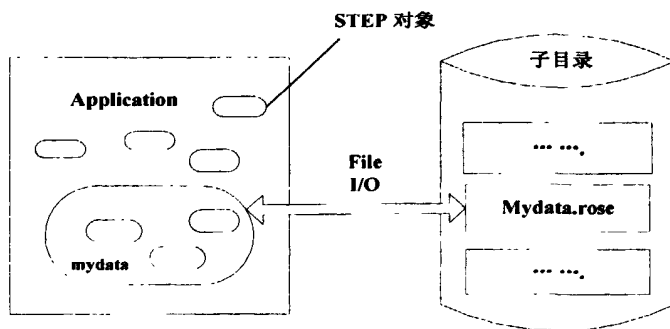 STEP 对象
子目录
Application
… ….
File
I/O
Mydata.rose
mydata
… ….